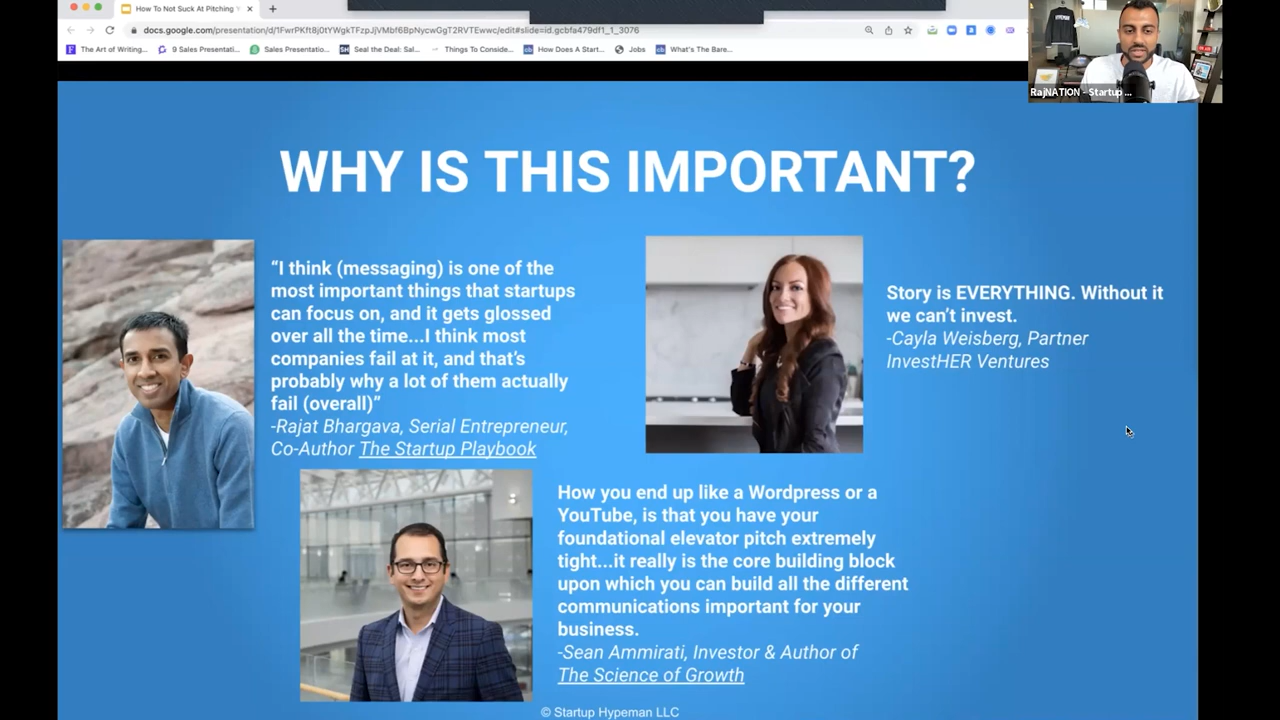 How To Not Suck At Pitching
docs.google.com/presentation/d/1FwrPKft8j0tYWgkTFzpJjVMbf6BpNycwGgT2RVTEwwc/edit#slide=id.gcbfa479df1_1_3076
The Art of Writing...
9 Sales Presentati...
Sales Presentatio...
Seal the Deal: Sal...
Things To Conside...
How Does A Start...
Jobs
What's The Bare...
RajNATION - Startup ...
WHY IS THIS IMPORTANT?
“I think (messaging) is one of the
most important things that startups
can focus on, and it gets glossed
over all the time...I think most
companies fail at it, and that’s
probably why a lot of them actually
fail (overall)”
-Rajat Bhargava, Serial Entrepreneur,
Co-Author The Startup Playbook
Story is EVERYTHING. Without it
we can’t invest.
-Cayla Weisberg, Partner
InvestHER Ventures
How you end up like a Wordpress or a
YouTube, is that you have your
foundational elevator pitch extremely
tight...it really is the core building block
upon which you can build all the different
communications important for your
business.
-Sean Ammirati, Investor & Author of
The Science of Growth
© Startup Hypeman LLC